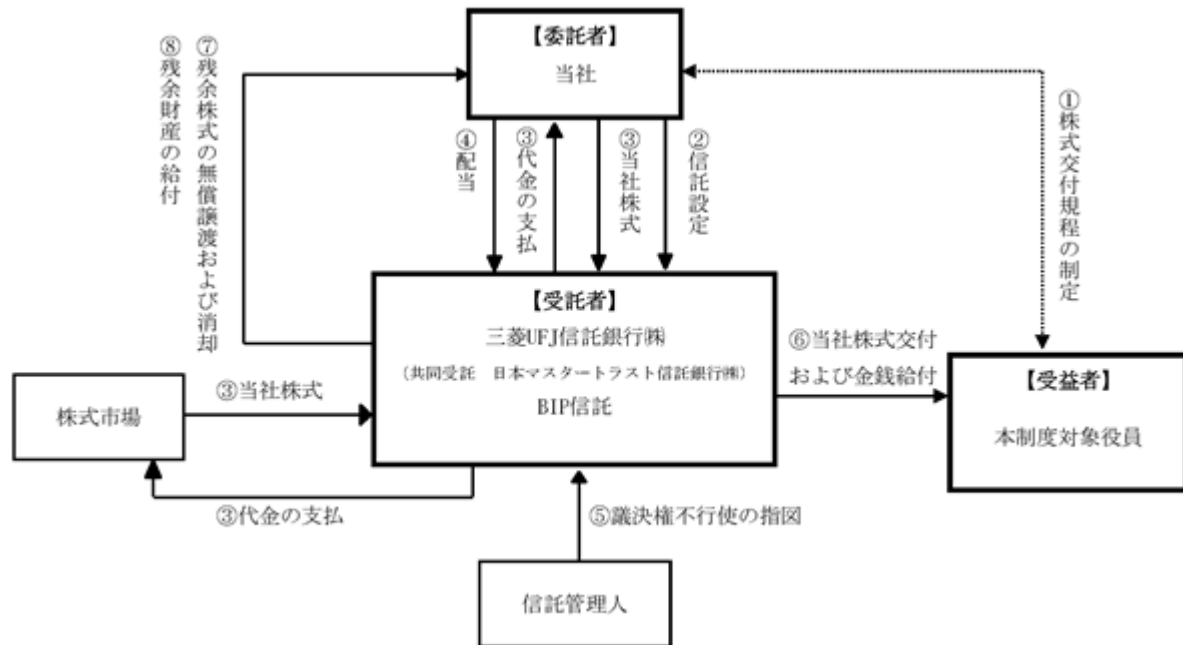 【委託者】
当社
⑧残余財産の給付
⑦残余株式の無償譲渡および消却
④配当
③代金の支払
③当社株式
②信託設定
①株式交付規程の制定
【受託者】
三菱UFJ信託銀行㈱
(共同受託 日本マスタートラスト信託銀行㈱)
BIP信託
⑥当社株式交付
および金銭給付
【受益者】
本制度対象役員
株式市場
③当社株式
③代金の支払
⑤議決権不行使の指図
信託管理人